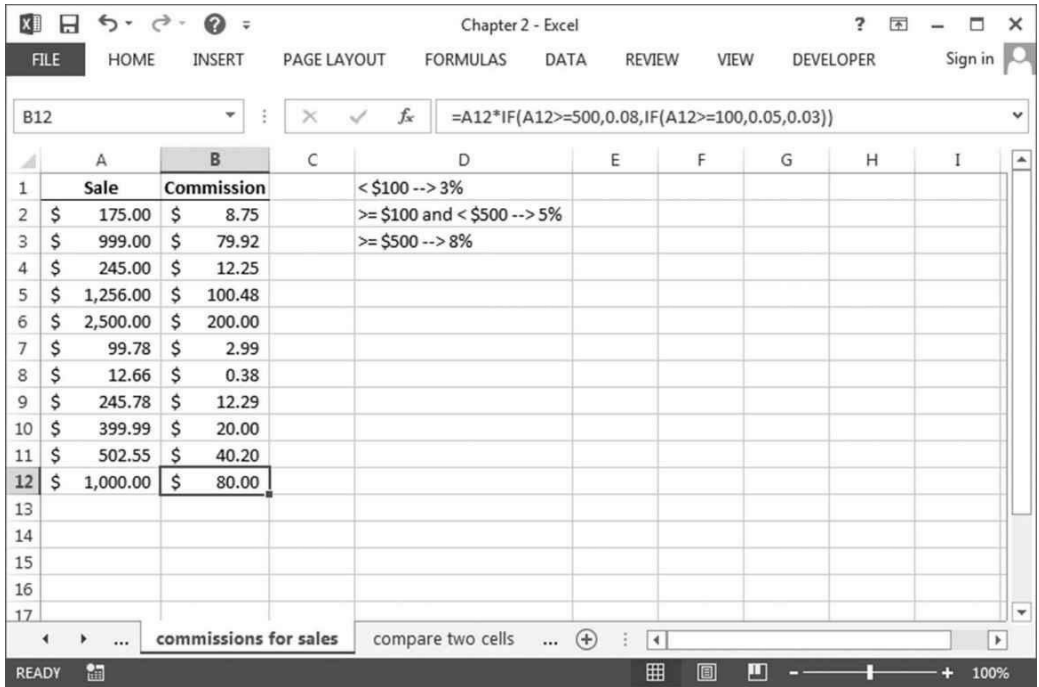 Chapter 2 - Excel
FILE HOME INSERT PAGE LAYOUT FORMULAS DATA REVIEW VIEW DEVELOPER Sign in
B12 fx =A12*IF(A12>=500,0.08,IF(A12>=100,0.05,0.03))
A B C D E F G H I
1 Sale Commission < $100 --> 3%
2 $ 175.00 $ 8.75 >= $100 and < $500 --> 5%
3 $ 999.00 $ 79.92 >= $500 --> 8%
4 $ 245.00 $ 12.25
5 $ 1,256.00 $ 100.48
6 $ 2,500.00 $ 200.00
7 $ 99.78 $ 2.99
8 $ 12.66 $ 0.38
9 $ 245.78 $ 12.29
10 $ 399.99 $ 20.00
11 $ 502.55 $ 40.20
12 $ 1,000.00 $ 80.00
13
14
15
16
17
... commissions for sales compare two cells ...
READY 100%